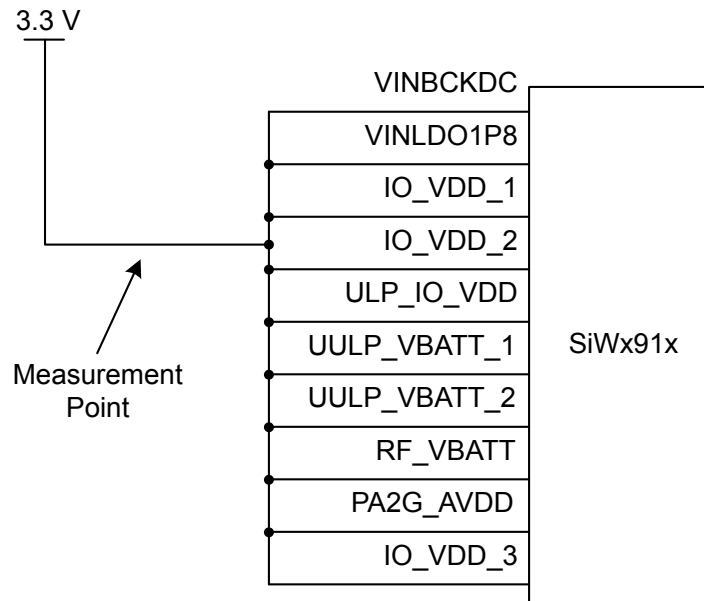 3.3 V
VINBCKDC
VINLDO1P8
IO_VDD_1
IO_VDD_2
ULP_IO_VDD
UULP_VBATT_1
SiWx91x
Measurement
Point
UULP_VBATT_2
RF_VBATT
PA2G_AVDD
IO_VDD_3